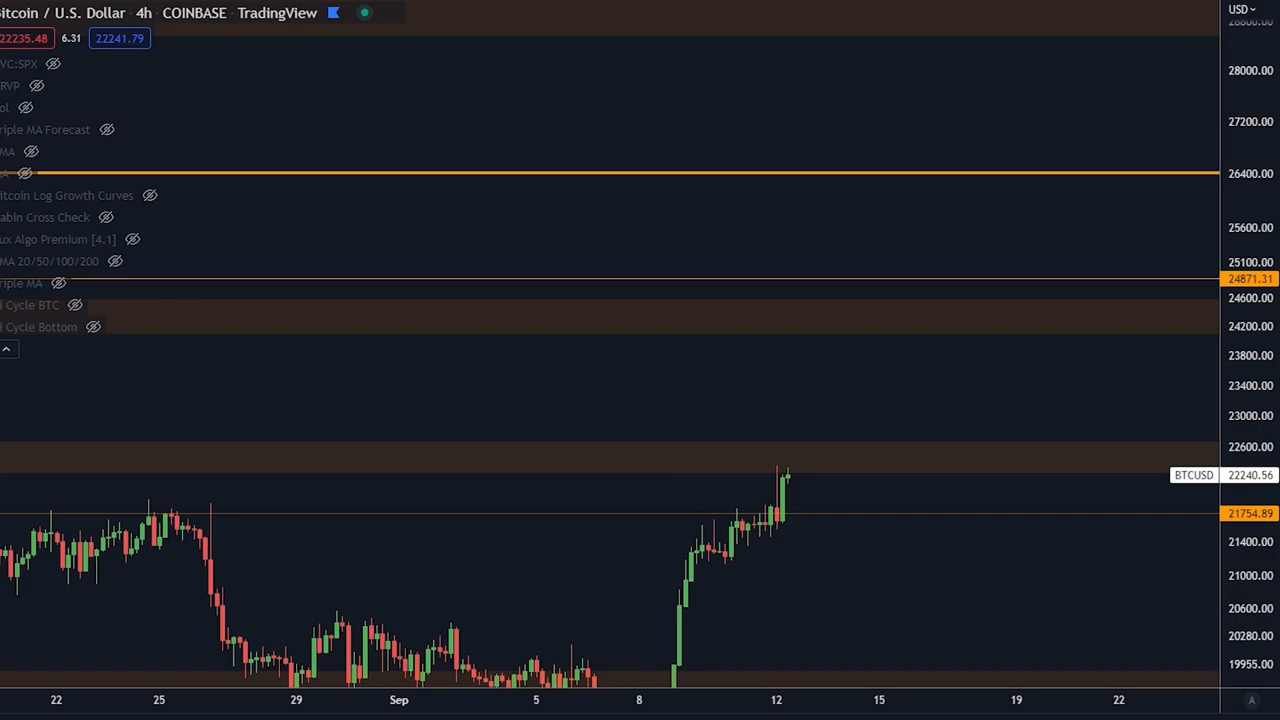 itcoin / U.S. Dollar · 4h · COINBASE · TradingView
22235.48 6.31 22241.79
VC:SPX
RVP
ol
riple MA Forecast
MA
A
itcoin Log Growth Curves
abin Cross Check
ux Algo Premium [4.1]
MA 20/50/100/200
riple MA
i Cycle BTC
i Cycle Bottom
USD
28800.00
28000.00
27200.00
26400.00
25600.00
25100.00
24871.31
24600.00
24200.00
23800.00
23400.00
23000.00
22600.00
BTCUSD 22240.56
21754.89
21400.00
21000.00
20600.00
20280.00
19955.00
22 25 29 Sep 5 8 12 15 19 22 A